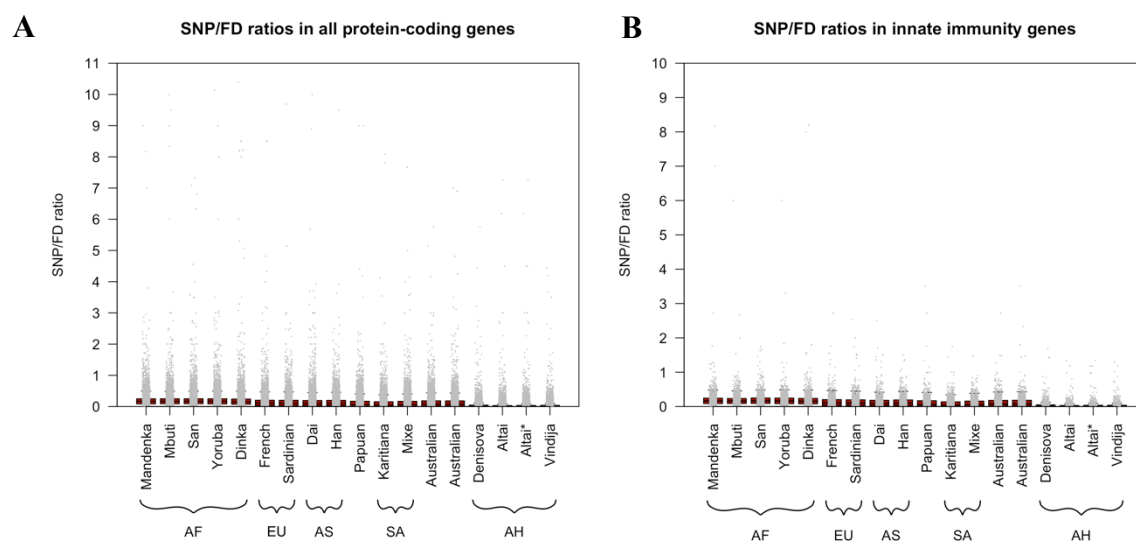 A
SNP/FD ratios in all protein-coding genes
SNP/FD ratio
11
10
9
8
7
6
5
4
3
2
1
0
Mandenka
Mbuti
San
Yoruba
Dinka
French
Sardinian
Dai
Han
Papuan
Karitiana
Mixe
Australian
Australian
Denisova
Altai
Altai*
Vindija
AF
EU
AS
SA
AH
B
SNP/FD ratios in innate immunity genes
SNP/FD ratio
10
9
8
7
6
5
4
3
2
1
0
Mandenka
Mbuti
San
Yoruba
Dinka
French
Sardinian
Dai
Han
Papuan
Karitiana
Mixe
Australian
Australian
Denisova
Altai
Altai*
Vindija
AF
EU
AS
SA
AH